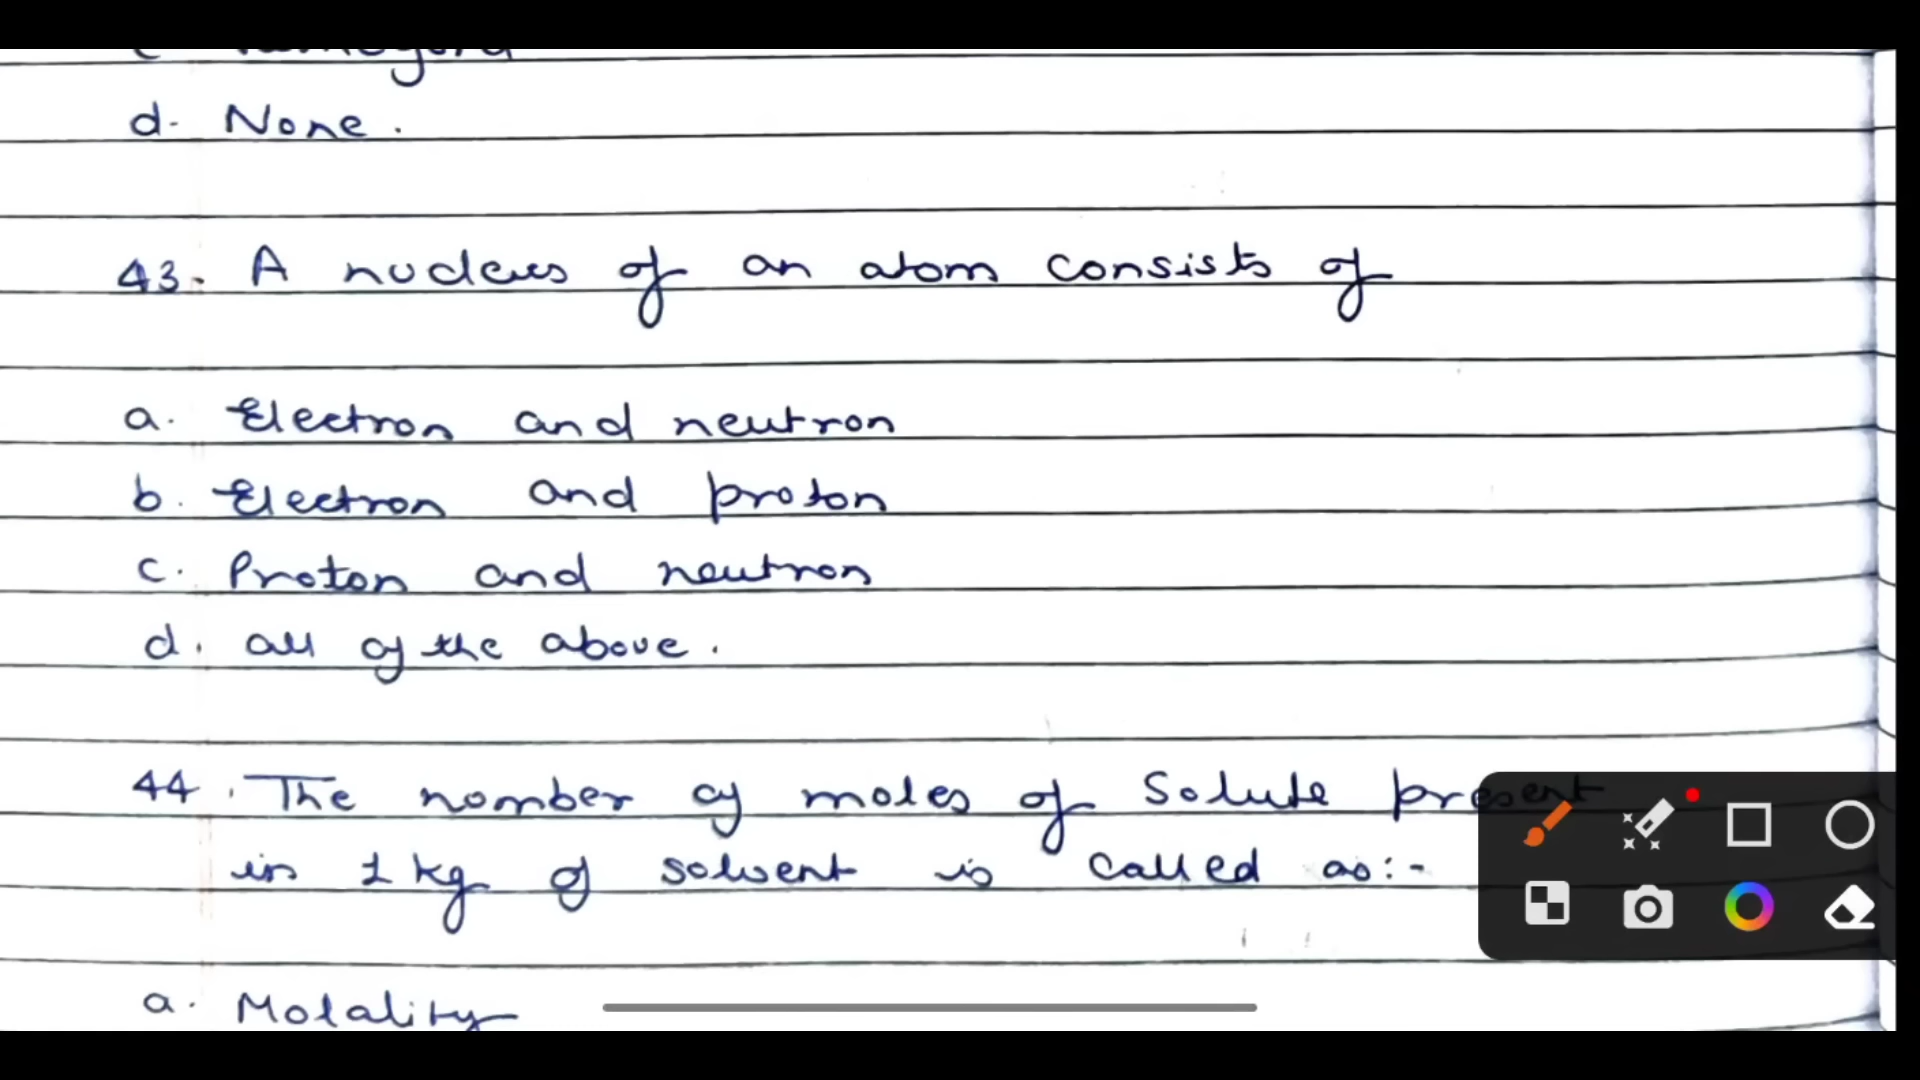 d. None.
43. A nucleus of an atom consists of
a. Electron and neutron
b. Electron and proton
c. Proton and neutron
d. all of the above.
44. The number of moles of Solute present
in 1 kg of solvent is called as:-
a. Molality